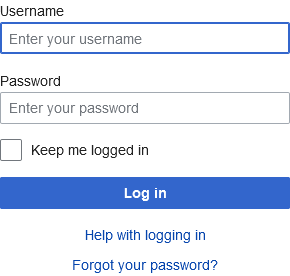 Username
Enter your username
Password
Enter your password
Keep me logged in
Log in
Help with logging in
Forgot your password?